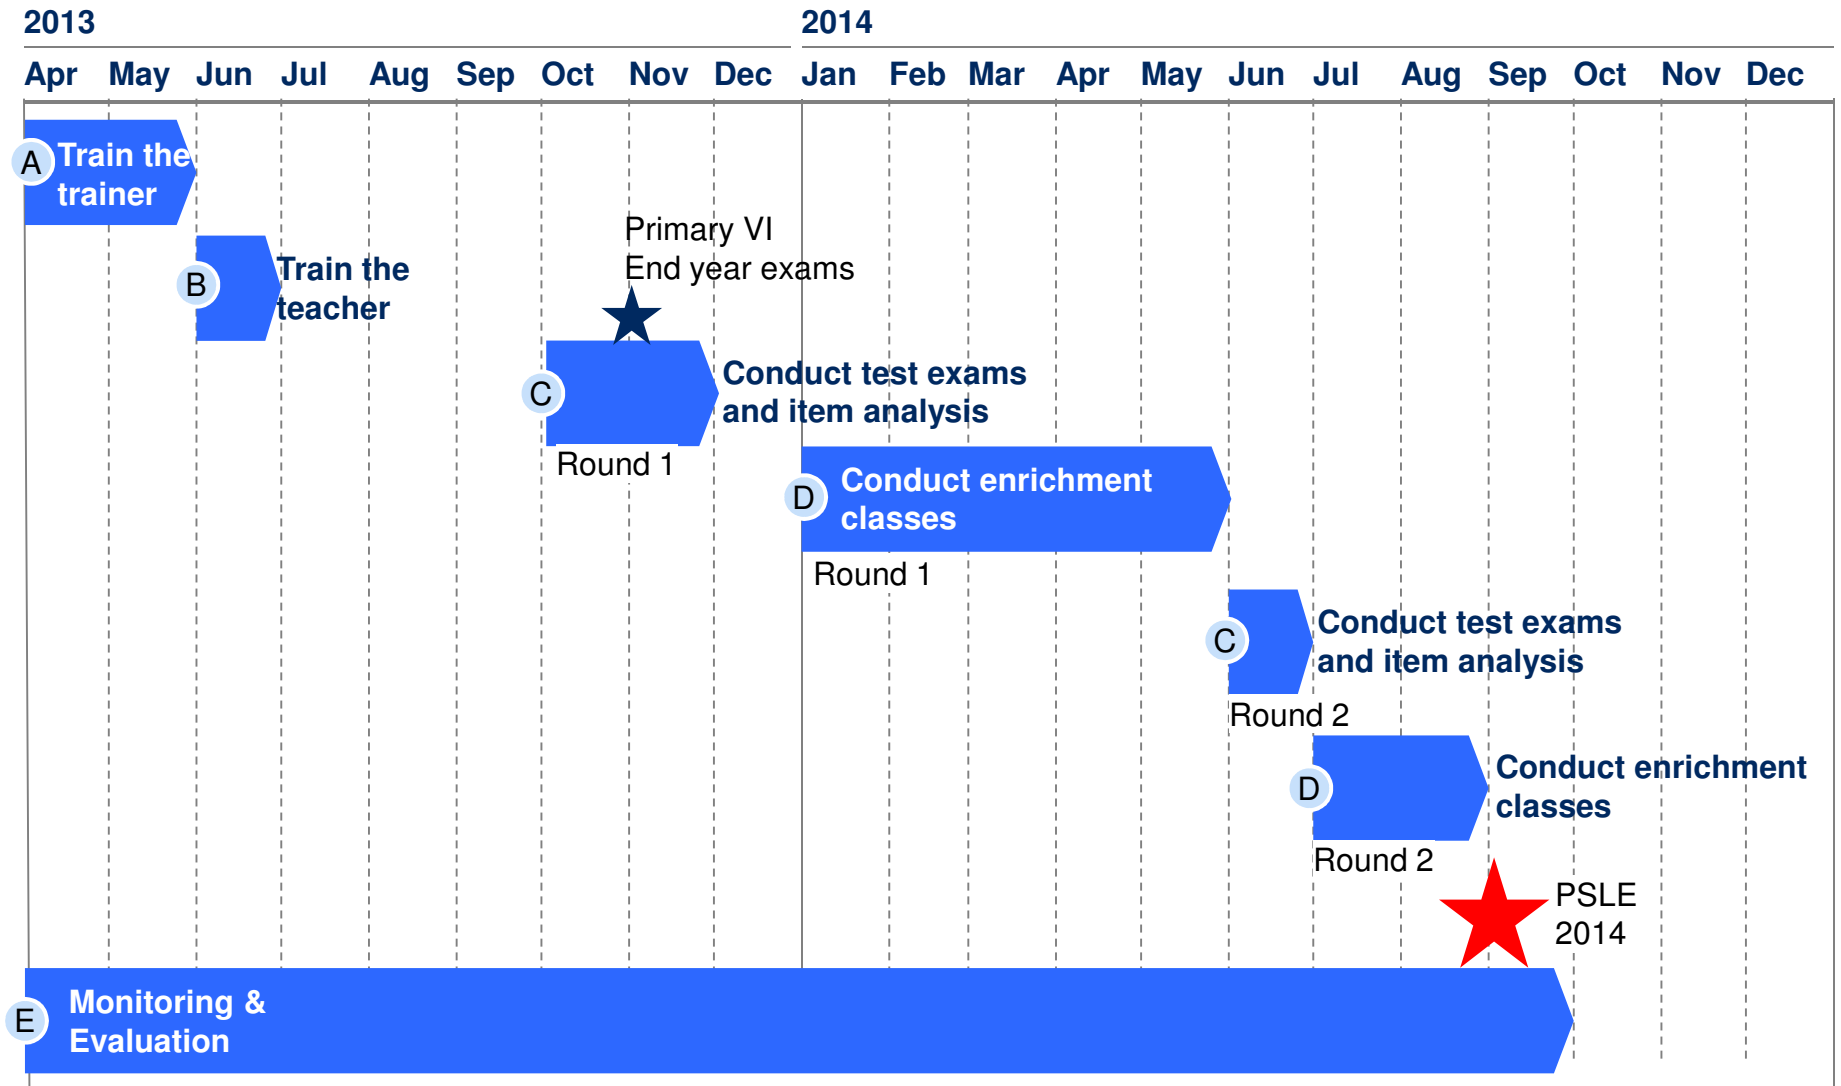 2013
2014
Apr May Jun Jul Aug Sep Oct Nov Dec Jan Feb Mar Apr May Jun Jul Aug Sep Oct Nov Dec
A
Train the
trainer
B
Train the
teacher
Primary VI
End year exams
C
Conduct test exams
and item analysis
Round 1
D
Conduct enrichment
classes
Round 1
C
Conduct test exams
and item analysis
Round 2
D
Conduct enrichment
classes
Round 2
PSLE
2014
E
Monitoring &
Evaluation